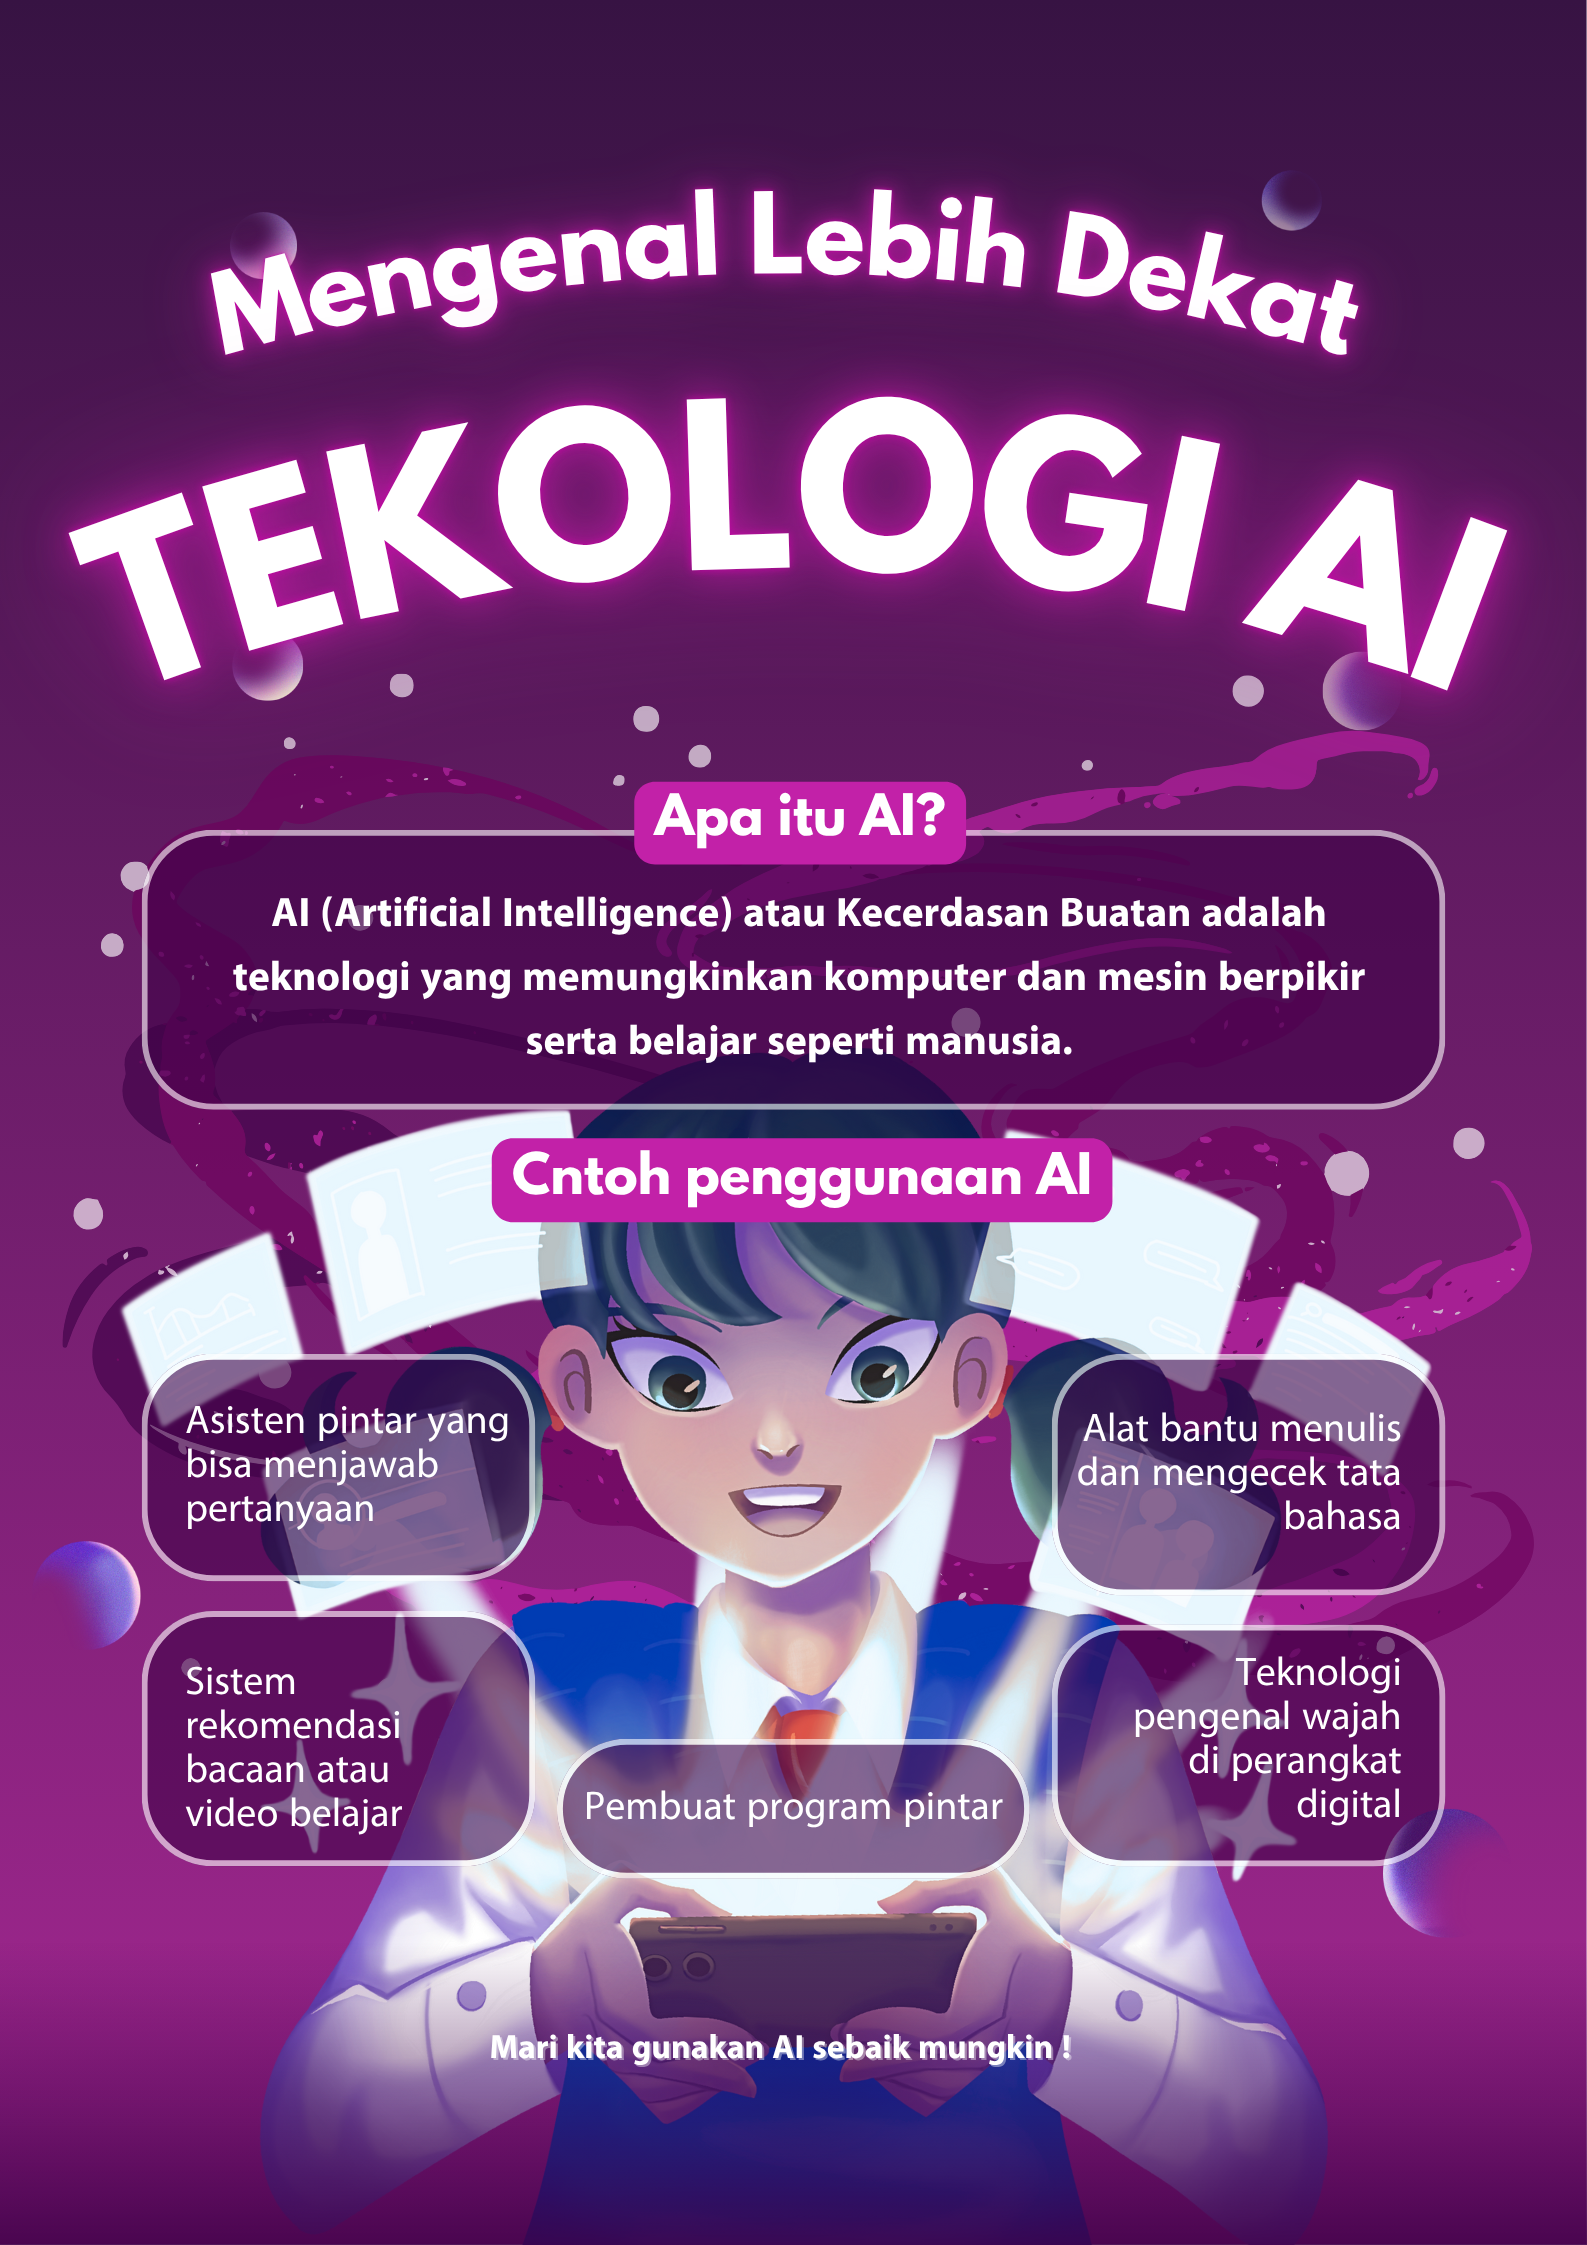 Mengenal Lebih Dekat
TEKOLOGI AI
Apa itu AI?
AI (Artificial Intelligence) atau Kecerdasan Buatan adalah
teknologi yang memungkinkan komputer dan mesin berpikir
serta belajar seperti manusia.
Cntoh penggunaan AI
Asisten pintar yang
bisa menjawab
pertanyaan
Alat bantu menulis
dan mengecek tata
bahasa
Sistem
rekomendasi
bacaan atau
video belajar
Pembuat program pintar
Teknologi
pengenal wajah
di perangkat
digital
Mari kita gunakan AI sebaik mungkin !